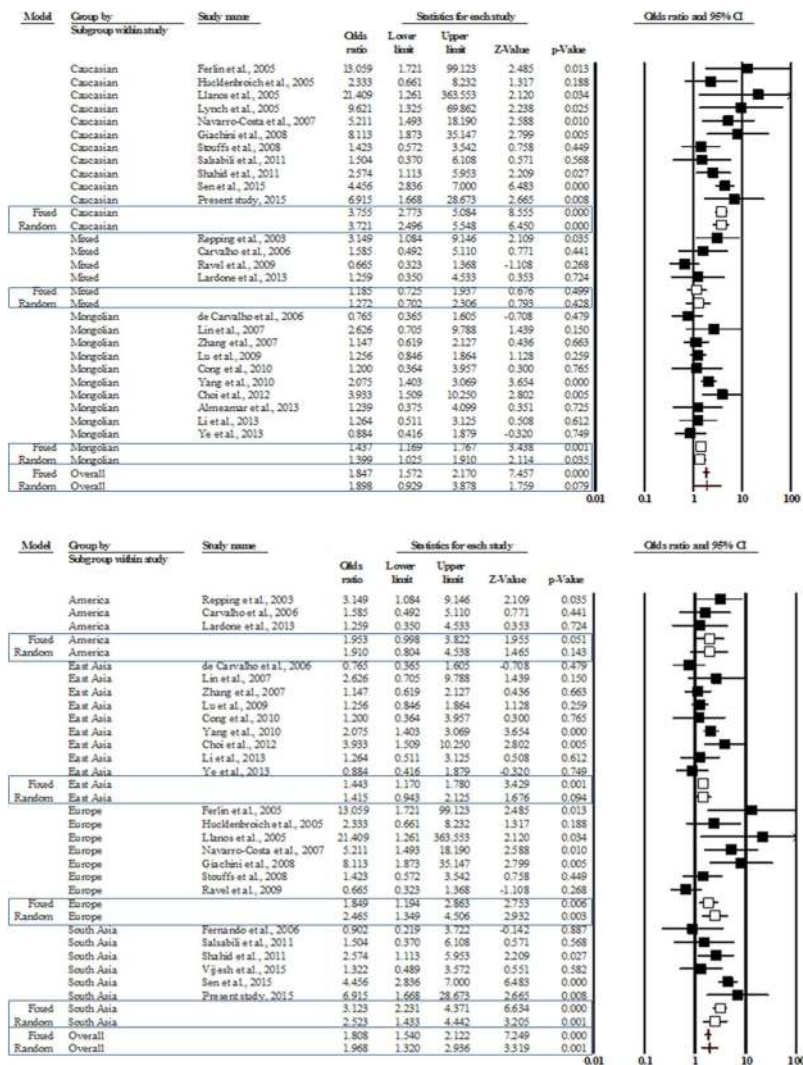 Model Group by Study name Statistics for each study Odds ratio and 95% CI
Subgroup within study
Odds ratio Lower limit Upper limit Z-Value p-Value
Caucasian Ferlin et al., 2005 13.059 1.721 99.123 2.485 0.013
Caucasian Hucklenbroich et al., 2005 2.333 0.661 8.232 1.317 0.188
Caucasian Llanos et al., 2005 21.409 1.261 363.553 2.120 0.034
Caucasian Lynch et al., 2005 9.621 1.325 69.862 2.238 0.025
Caucasian Navarro-Costa et al., 2007 5.211 1.493 18.190 2.588 0.010
Caucasian Giachini et al., 2008 8.113 1.873 35.147 2.799 0.005
Caucasian Stouffs et al., 2008 1.423 0.572 3.542 0.758 0.449
Caucasian Salsabili et al., 2011 1.504 0.370 6.108 0.571 0.568
Caucasian Shahid et al., 2011 2.574 1.113 5.953 2.209 0.027
Caucasian Sen et al., 2015 4.456 2.836 7.000 6.483 0.000
Caucasian Present study, 2015 6.915 1.668 28.673 2.665 0.008
Fixed Caucasian 3.755 2.773 5.084 8.555 0.000
Random Caucasian 3.721 2.496 5.548 6.450 0.000
Mixed Repping et al., 2003 3.149 1.084 9.146 2.109 0.035
Mixed Carvalho et al., 2006 1.585 0.492 5.110 0.771 0.441
Mixed Ravel et al., 2009 0.665 0.323 1.368 -1.108 0.268
Mixed Lardone et al., 2013 1.259 0.350 4.533 0.353 0.724
Fixed Mixed 1.185 0.725 1.937 0.676 0.499
Random Mixed 1.272 0.702 2.306 0.793 0.428
Mongolian de Carvalho et al., 2006 0.765 0.365 1.605 -0.708 0.479
Mongolian Lin et al., 2007 2.626 0.705 9.788 1.439 0.150
Mongolian Zhang et al., 2007 1.147 0.619 2.127 0.436 0.663
Mongolian Lu et al., 2009 1.256 0.846 1.864 1.128 0.259
Mongolian Cong et al., 2010 1.200 0.364 3.957 0.300 0.765
Mongolian Yang et al., 2010 2.075 1.403 3.069 3.654 0.000
Mongolian Choi et al., 2012 3.933 1.509 10.250 2.802 0.005
Mongolian Almeamar et al., 2013 1.239 0.375 4.099 0.351 0.725
Mongolian Li et al., 2013 1.264 0.511 3.125 0.508 0.612
Mongolian Ye et al., 2013 0.884 0.416 1.879 -0.320 0.749
Fixed Mongolian 1.437 1.169 1.767 3.438 0.001
Random Mongolian 1.399 1.025 1.910 2.114 0.035
Fixed Overall 1.847 1.572 2.170 7.457 0.000
Random Overall 1.898 0.929 3.878 1.759 0.079
0.01 0.1 1 10 100
Model Group by Study name Statistics for each study Odds ratio and 95% CI
Subgroup within study
Odds ratio Lower limit Upper limit Z-Value p-Value
America Repping et al., 2003 3.149 1.084 9.146 2.109 0.035
America Carvalho et al., 2006 1.585 0.492 5.110 0.771 0.441
America Lardone et al., 2013 1.259 0.350 4.533 0.353 0.724
Fixed America 1.953 0.998 3.822 1.955 0.051
Random America 1.910 0.804 4.538 1.465 0.143
East Asia de Carvalho et al., 2006 0.765 0.365 1.605 -0.708 0.479
East Asia Lin et al., 2007 2.626 0.705 9.788 1.439 0.150
East Asia Zhang et al., 2007 1.147 0.619 2.127 0.436 0.663
East Asia Lu et al., 2009 1.256 0.846 1.864 1.128 0.259
East Asia Cong et al., 2010 1.200 0.364 3.957 0.300 0.765
East Asia Yang et al., 2010 2.075 1.403 3.069 3.654 0.000
East Asia Choi et al., 2012 3.933 1.509 10.250 2.802 0.005
East Asia Li et al., 2013 1.264 0.511 3.125 0.508 0.612
East Asia Ye et al., 2013 0.884 0.416 1.879 -0.320 0.749
Fixed East Asia 1.443 1.170 1.780 3.429 0.001
Random East Asia 1.415 0.943 2.125 1.676 0.094
Europe Ferlin et al., 2005 13.059 1.721 99.123 2.485 0.013
Europe Hucklenbroich et al., 2005 2.333 0.661 8.232 1.317 0.188
Europe Llanos et al., 2005 21.409 1.261 363.553 2.120 0.034
Europe Navarro-Costa et al., 2007 5.211 1.493 18.190 2.588 0.010
Europe Giachini et al., 2008 8.113 1.873 35.147 2.799 0.005
Europe Stouffs et al., 2008 1.423 0.572 3.542 0.758 0.449
Europe Ravel et al., 2009 0.665 0.323 1.368 -1.108 0.268
Fixed Europe 1.849 1.194 2.863 2.753 0.006
Random Europe 2.465 1.349 4.506 2.932 0.003
South Asia Fernando et al., 2006 0.902 0.219 3.722 -0.142 0.887
South Asia Salsabili et al., 2011 1.504 0.370 6.108 0.571 0.568
South Asia Shahid et al., 2011 2.574 1.113 5.953 2.209 0.027
South Asia Vijesh et al., 2015 1.322 0.489 3.572 0.551 0.582
South Asia Sen et al., 2015 4.456 2.836 7.000 6.483 0.000
South Asia Present study, 2015 6.915 1.668 28.673 2.665 0.008
Fixed South Asia 3.123 2.231 4.371 6.634 0.000
Random South Asia 2.523 1.433 4.442 3.205 0.001
Fixed Overall 1.808 1.540 2.122 7.249 0.000
Random Overall 1.968 1.320 2.936 3.319 0.001
0.01 0.1 1 10 100